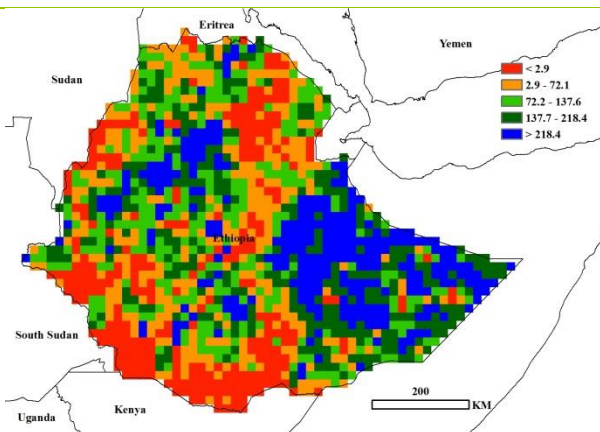 Eritrea
Yemen
Sudan
< 2.9
2.9 - 72.1
72.2 - 137.6
137.7 - 218.4
> 218.4
Ethiopia
South Sudan
200
KM
Uganda
Kenya